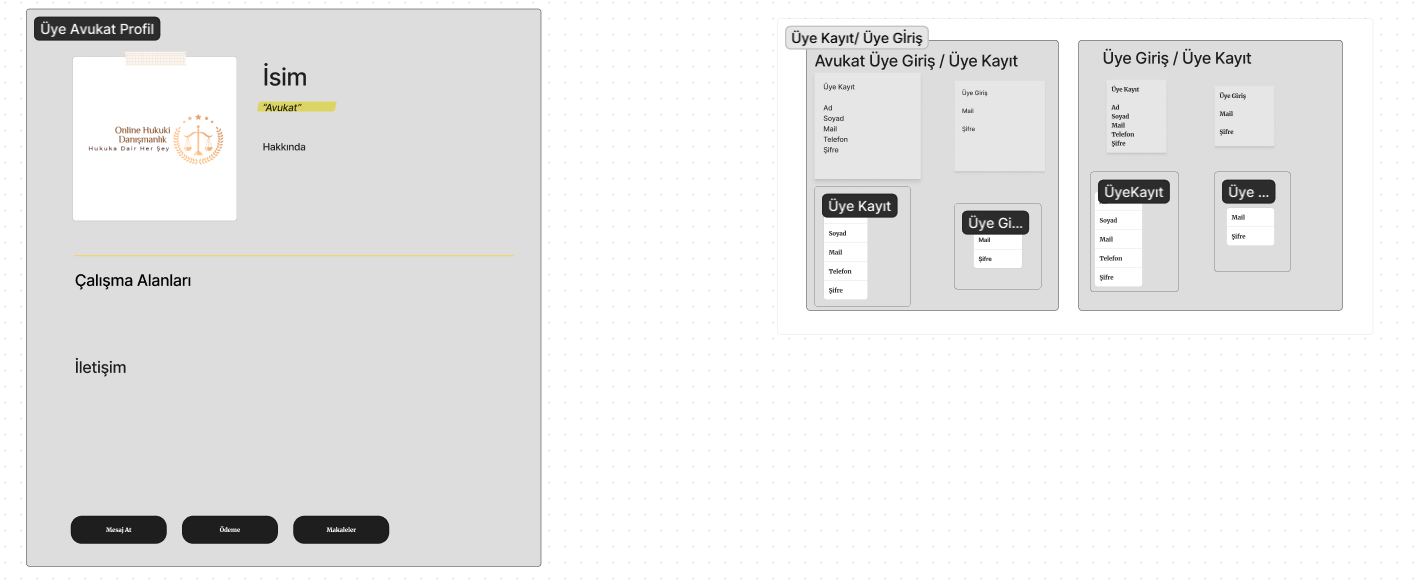 Üye Avukat Profil
Online Hukuki
Danışmanlık
Hukuka Dair Her Şey
İsim
"Avukat"
Hakkında
Çalışma Alanları
İletişim
Mesaj At
Ödeme
Makaleler
Üye Kayıt/ Üye Giriş
Avukat Üye Giriş / Üye Kayıt
Üye Kayıt
Ad
Soyad
Mail
Telefon
Şifre
Üye Giriş
Mail
Şifre
Üye Kayıt
Soyad
Mail
Telefon
Şifre
Üye Gi...
Mail
Şifre
Üye Giriş / Üye Kayıt
Üye Kayıt
Ad
Soyad
Mail
Telefon
Şifre
Üye Giriş
Mail
Şifre
ÜyeKayıt
Soyad
Mail
Telefon
Şifre
Üye ...
Mail
Şifre